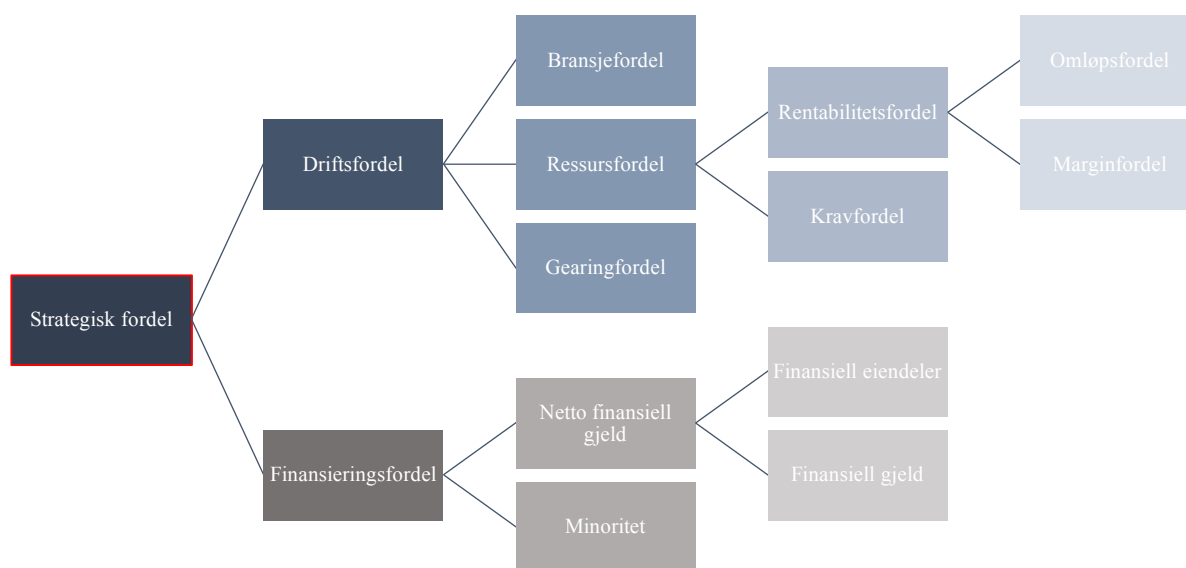 Strategisk fordel
Driftsfordel
Bransjefordel
Ressursfordel
Rentabilitetsfordel
Omløpsfordel
Marginfordel
Kravfordel
Gearingfordel
Finansieringsfordel
Netto finansiell
gjeld
Finansiell eiendeler
Finansiell gjeld
Minoritet